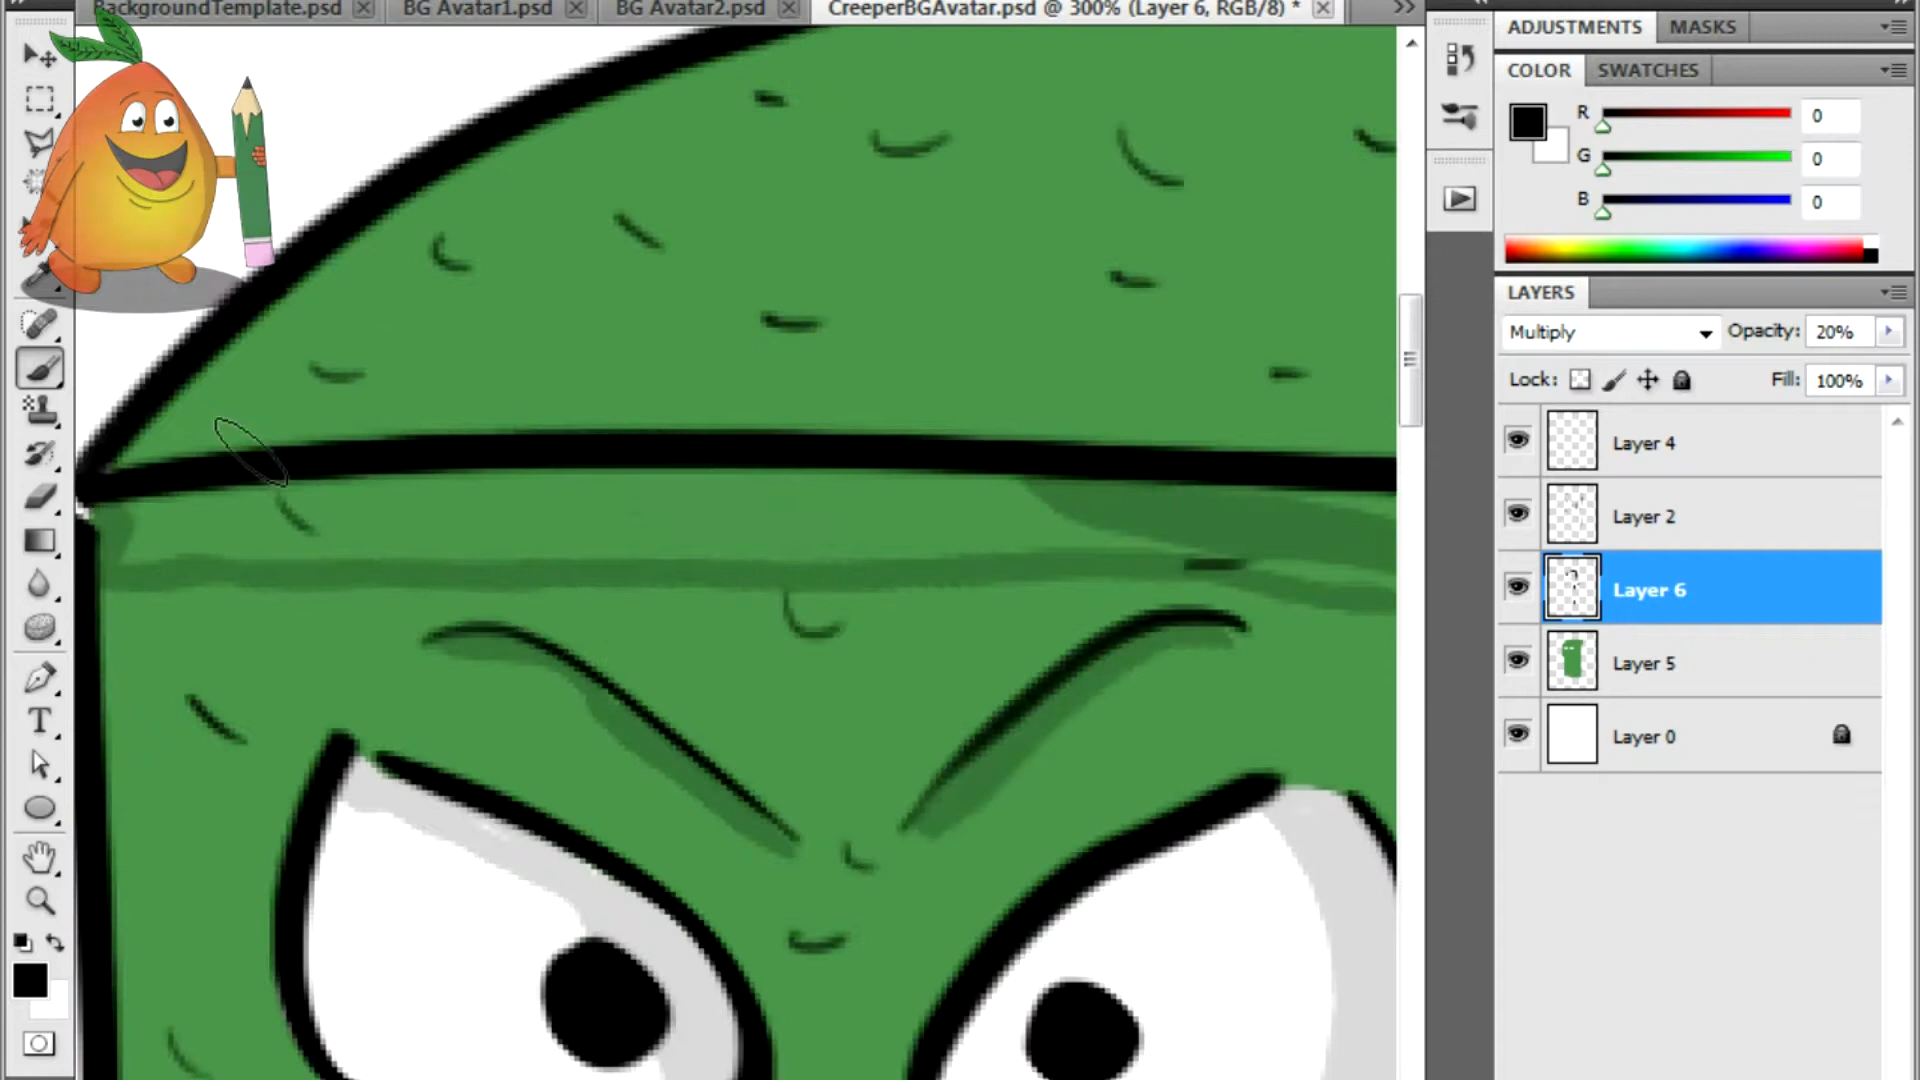 BackgroundTemplate.psd
BG Avatar1.psd
BG Avatar2.psd
CreeperBGAvatar.psd @ 300% (Layer 6, RGB/8) *
ADJUSTMENTS MASKS
COLOR SWATCHES
R 0
G 0
B 0
LAYERS
Multiply Opacity: 20%
Lock: Fill: 100%
Layer 4
Layer 2
Layer 6
Layer 5
Layer 0